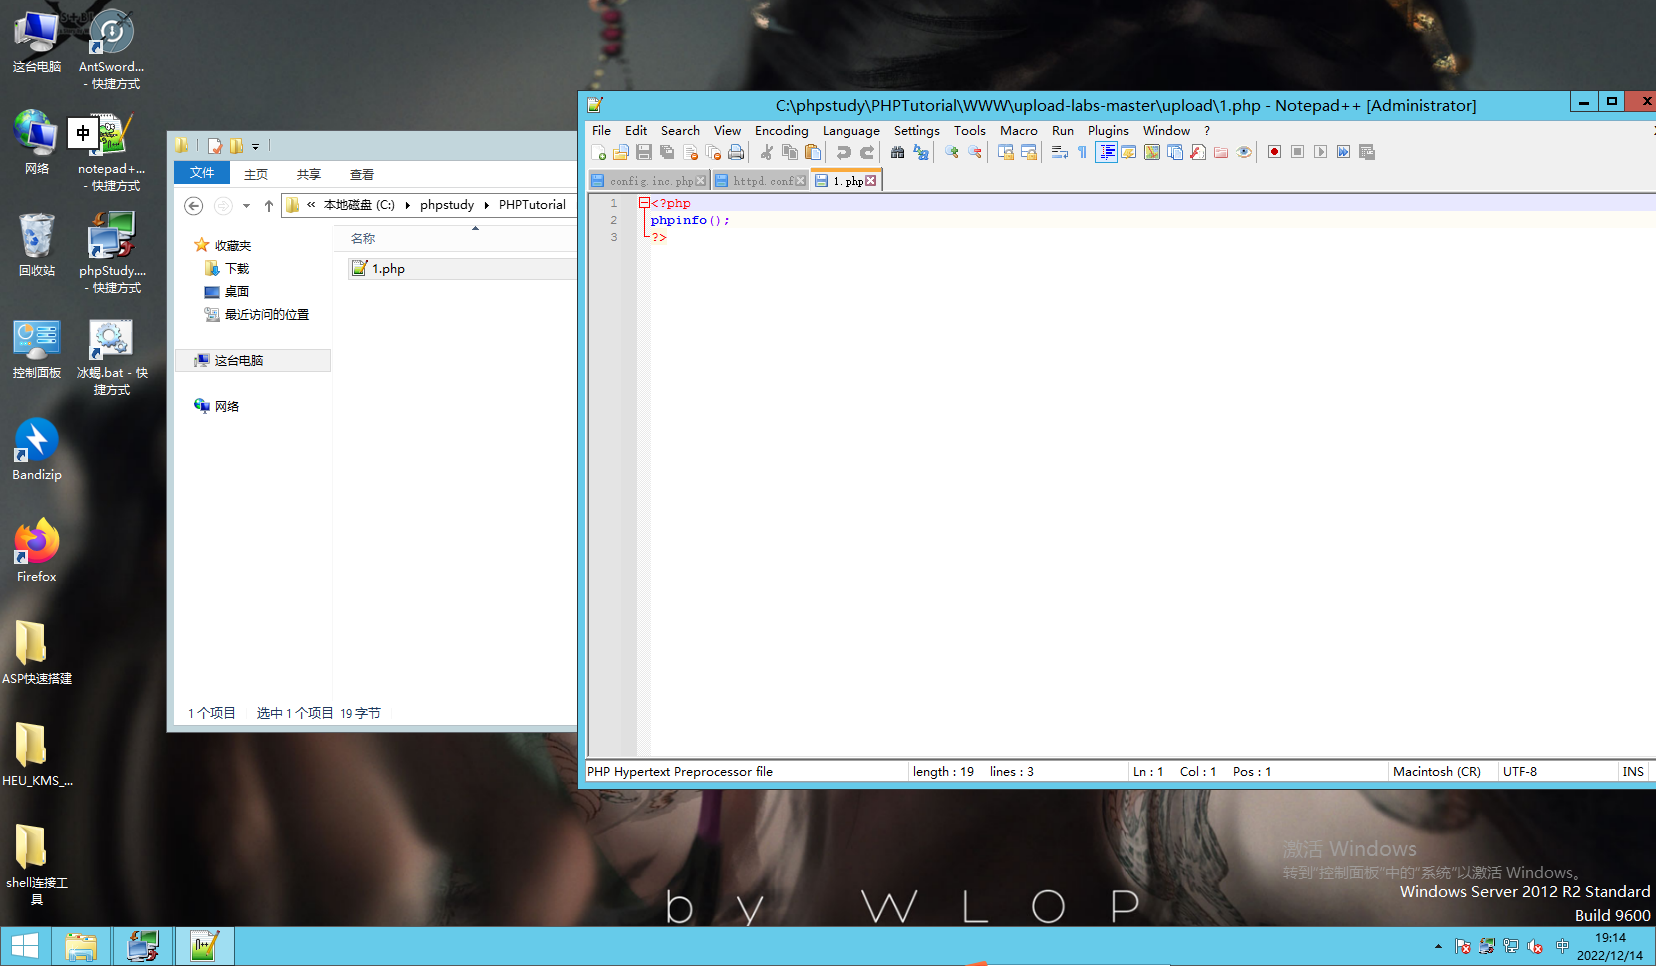 这台电脑
AntSword...
- 快捷方式
网络
中
notepad+...
- 快捷方式
回收站
phpStudy....
- 快捷方式
控制面板
冰蝎.bat - 快
捷方式
Bandizip
Firefox
ASP快速搭建
HEU_KMS_...
shell连接工
具
文件
主页
共享
查看
« 本地磁盘 (C:) phpstudy PHPTutorial
收藏夹
下载
桌面
最近访问的位置
这台电脑
网络
名称
1.php
1 个项目
选中 1 个项目 19 字节
C:\phpstudy\PHPTutorial\WWW\upload-labs-master\upload\1.php - Notepad++ [Administrator]
File Edit Search View Encoding Language Settings Tools Macro Run Plugins Window ?
config.inc.php httpd.conf 1.php
1 <?php
2 phpinfo();
3 ?>
PHP Hypertext Preprocessor file
length : 19 lines : 3
Ln : 1 Col : 1 Pos : 1
Macintosh (CR)
UTF-8
INS
by WLOP
激活 Windows
转到"控制面板"中的"系统"以激活 Windows。
Windows Server 2012 R2 Standard
Build 9600
中
19:14
2022/12/14